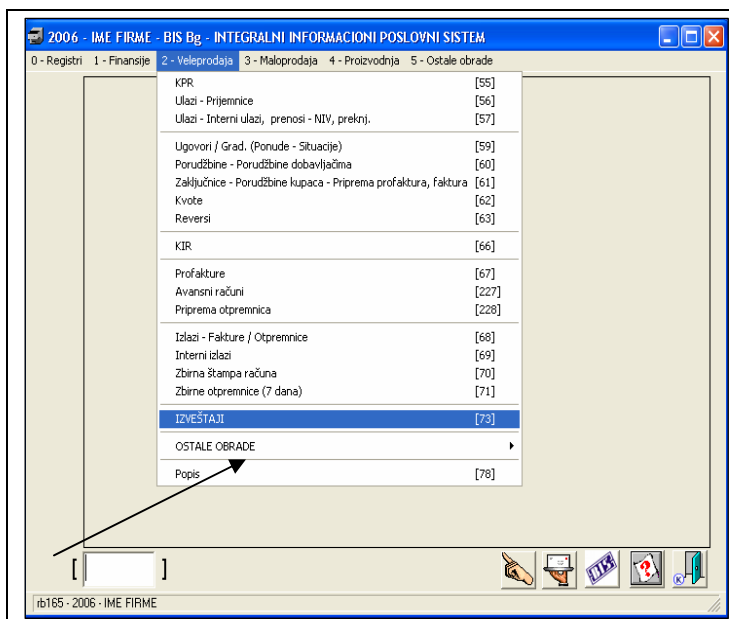 2006 - IME FIRME - BIS Bg - INTEGRALNI INFORMACIONI POSLOVNI SISTEM
0 - Registri 1 - Finansije 2 - Veleprodaja 3 - Maloprodaja 4 - Proizvodnja 5 - Ostale obrade
KPR [55]
Ulazi - Prijemnice [56]
Ulazi - Interni ulazi, prenosi - NIV, preknj. [57]
Ugovori / Grad. (Ponude - Situacije) [59]
Porudžbine - Porudžbine dobavljačima [60]
Zaključnice - Porudžbine kupaca - Priprema profaktura, faktura [61]
Kvote [62]
Reversi [63]
KIR [66]
Profakture [67]
Avansni računi [227]
Priprema otpremnica [228]
Izlazi - Fakture / Otpremnice [68]
Interni izlazi [69]
Zbirna štampa računa [70]
Zbirne otpremnice (7 dana) [71]
IZVEŠTAJI [73]
OSTALE OBRADE
Popis [78]
[ ]
BIS
?
K
rb165 - 2006 - IME FIRME